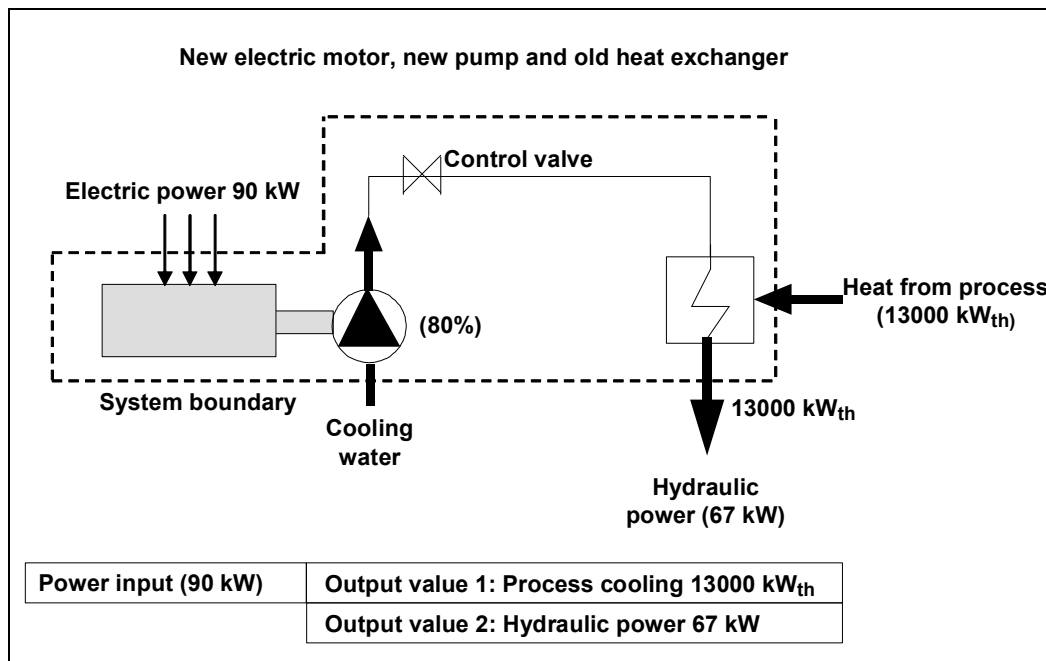 New electric motor, new pump and old heat exchanger
Control valve
Electric power 90 kW
Heat from process
(13000 kWth)
(80%)
System boundary
Cooling
water
13000 kWth
Hydraulic
power (67 kW)
Power input (90 kW)
Output value 1: Process cooling 13000 kWth
Output value 2: Hydraulic power 67 kW